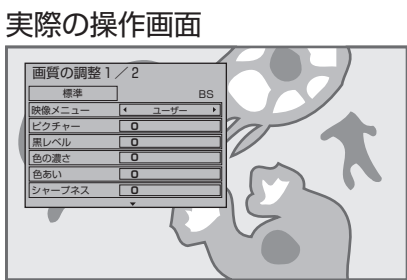 実際の操作画面
画質の調整1／2
標準 BS
映像メニュー ユーザー
ピクチャー 0
黒レベル 0
色の濃さ 0
色あい 0
シャープネス 0